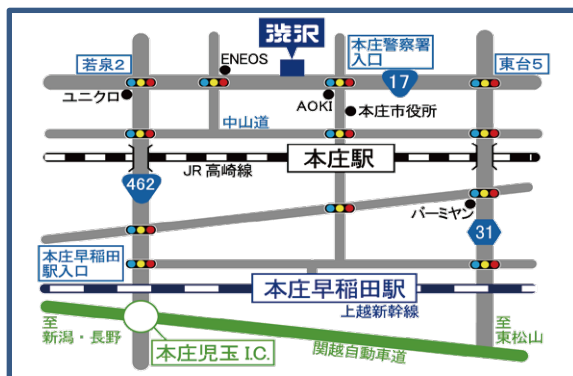 渋沢
若泉2
ENEOS
本庄警察署
入口
17
東台5
ユニクロ
AOKI
本庄市役所
中山道
本庄駅
JR高崎線
462
バーミヤン
31
本庄早稲田
駅入口
本庄早稲田駅
上越新幹線
至
新潟・長野
本庄児玉I.C.
関越自動車道
至
東松山